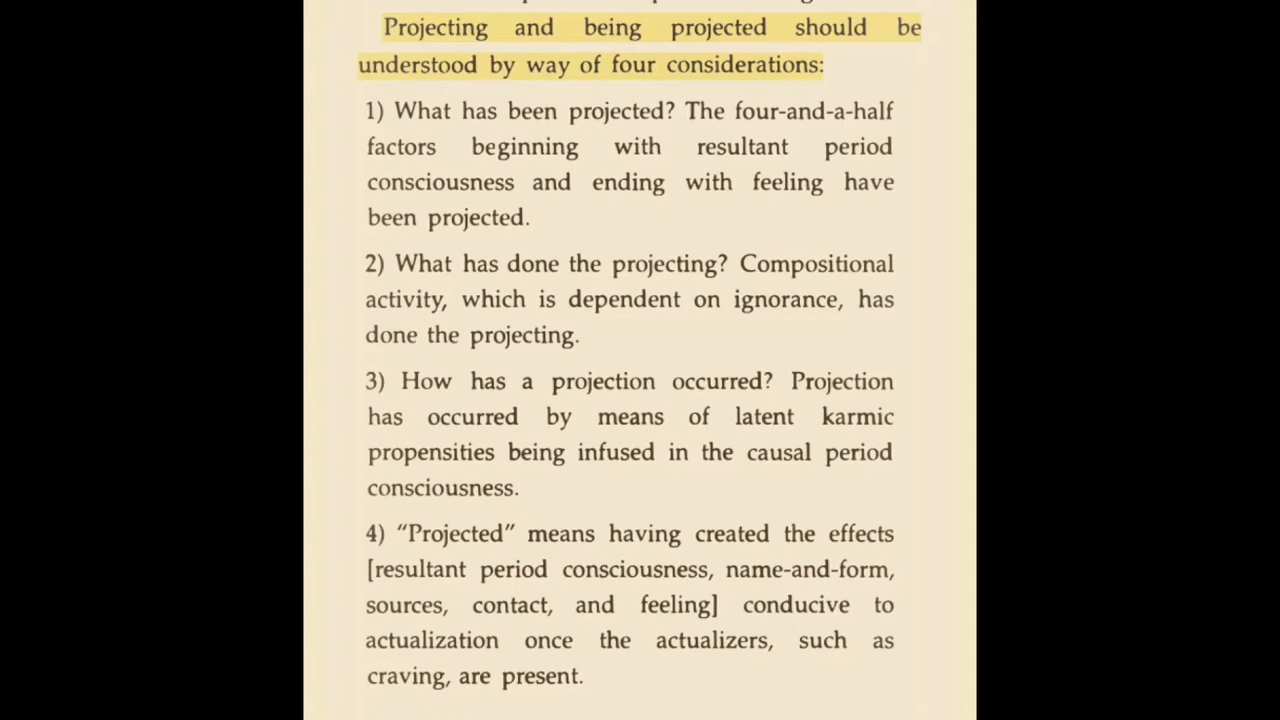 Projecting and being projected should be
understood by way of four considerations:
1) What has been projected? The four-and-a-half
factors beginning with resultant period
consciousness and ending with feeling have
been projected.
2) What has done the projecting? Compositional
activity, which is dependent on ignorance, has
done the projecting.
3) How has a projection occurred? Projection
has occurred by means of latent karmic
propensities being infused in the causal period
consciousness.
4) “Projected” means having created the effects
[resultant period consciousness, name-and-form,
sources, contact, and feeling] conducive to
actualization once the actualizers, such as
craving, are present.